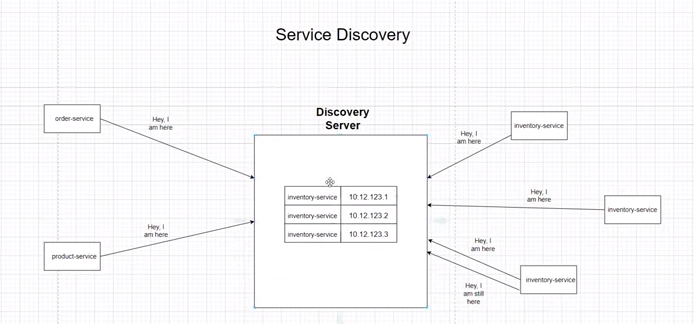 Service Discovery
Discovery
Server
order-service
Hey, I
am here
product-service
Hey, I
am here
inventory-service 10:12.123.1
inventory-service 10.12.123.2
inventory-service 10.12.123.3
Hey, I
am here
inventory-service
Hey, I
am here
inventory-service
Hey, I
am here
inventory-service
Hey, I
am still
here